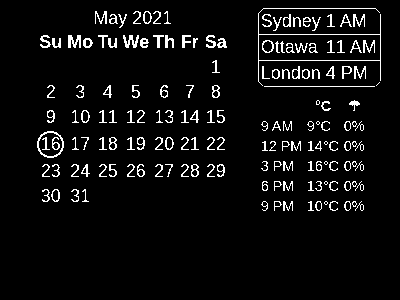 May 2021
Su Mo Tu We Th Fr Sa
1
2 3 4 5 6 7 8
9 10 11 12 13 14 15
16 17 18 19 20 21 22
23 24 25 26 27 28 29
30 31
Sydney 1 AM
Ottawa 11 AM
London 4 PM
°C ☂
9 AM 9°C 0%
12 PM 14°C 0%
3 PM 16°C 0%
6 PM 13°C 0%
9 PM 10°C 0%